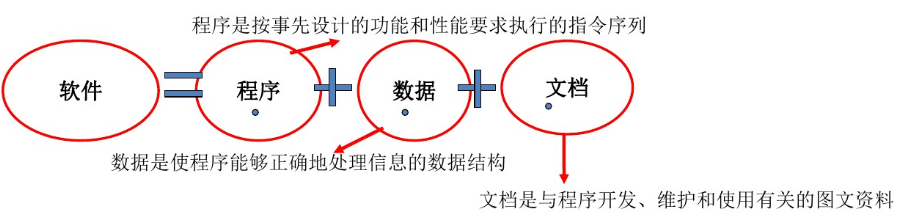 程序是按事先设计的功能和性能要求执行的指令序列
软件 = 程序 + 数据 + 文档
数据是使程序能够正确地处理信息的数据结构
文档是与程序开发、维护和使用有关的图文资料